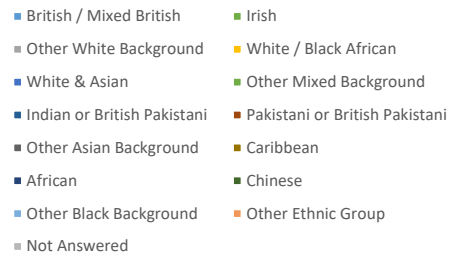 British / Mixed British Irish
Other White Background White / Black African
White & Asian Other Mixed Background
Indian or British Pakistani Pakistani or British Pakistani
Other Asian Background Caribbean
African Chinese
Other Black Background Other Ethnic Group
Not Answered